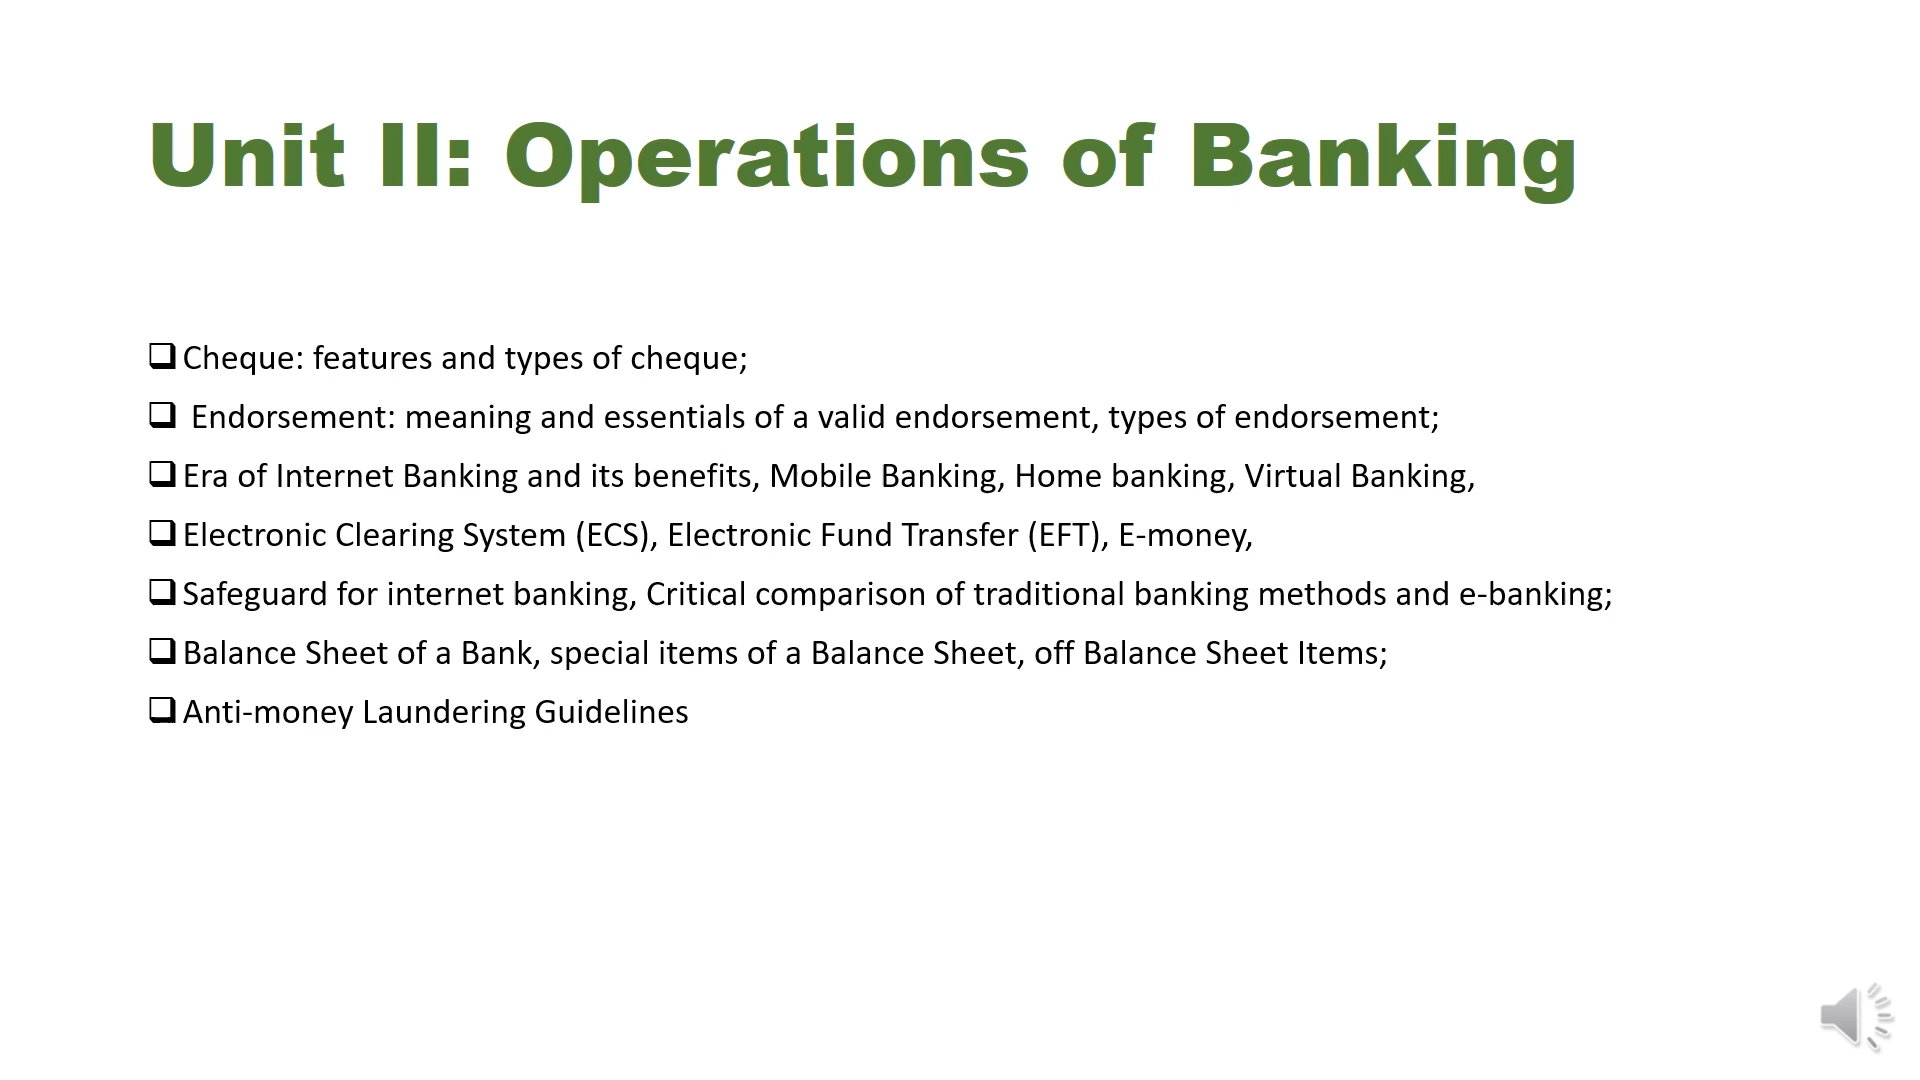 Unit II: Operations of Banking
❑ Cheque: features and types of cheque;
❑ Endorsement: meaning and essentials of a valid endorsement, types of endorsement;
❑ Era of Internet Banking and its benefits, Mobile Banking, Home banking, Virtual Banking,
❑ Electronic Clearing System (ECS), Electronic Fund Transfer (EFT), E-money,
❑ Safeguard for internet banking, Critical comparison of traditional banking methods and e-banking;
❑ Balance Sheet of a Bank, special items of a Balance Sheet, off Balance Sheet Items;
❑ Anti-money Laundering Guidelines